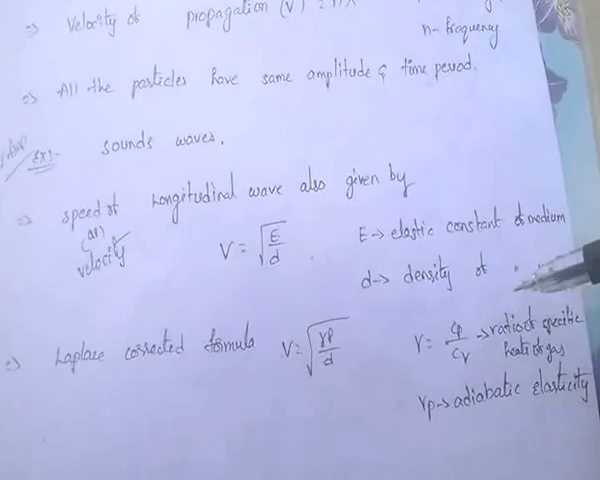 ⇒ Velocity of propagation (V) = nλ
n - frequency
⇒ All the particles have same amplitude & time period.
Ex:- sounds waves.
⇒ speed of Longitudinal wave also given by
(or)
velocity
V = √E/d
E → elastic constant of medium
d → density of "
⇒ Laplace corrected formula V = √γP/d
γ = Cp/Cv → ratio of specific
heats of gas
γp → adiabatic elasticity